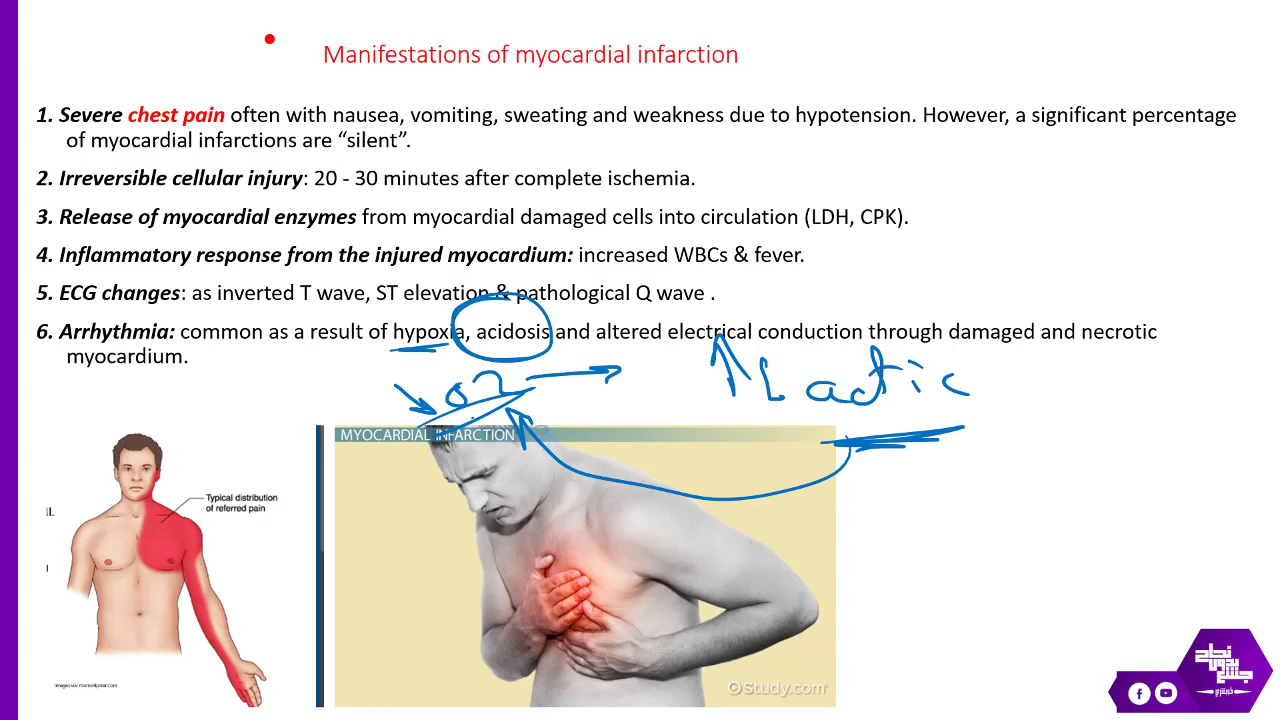 • Manifestations of myocardial infarction
1. Severe chest pain often with nausea, vomiting, sweating and weakness due to hypotension. However, a significant percentage
of myocardial infarctions are “silent”.
2. Irreversible cellular injury: 20 - 30 minutes after complete ischemia.
3. Release of myocardial enzymes from myocardial damaged cells into circulation (LDH, CPK).
4. Inflammatory response from the injured myocardium: increased WBCs & fever.
5. ECG changes: as inverted T wave, ST elevation & pathological Q wave .
6. Arrhythmia: common as a result of hypoxia, acidosis and altered electrical conduction through damaged and necrotic
myocardium.
↓ O2 → ↑ Lactic
MYOCARDIAL INFARCTION
Typical distribution
of referred pain
Study.com
نجاح
بدون